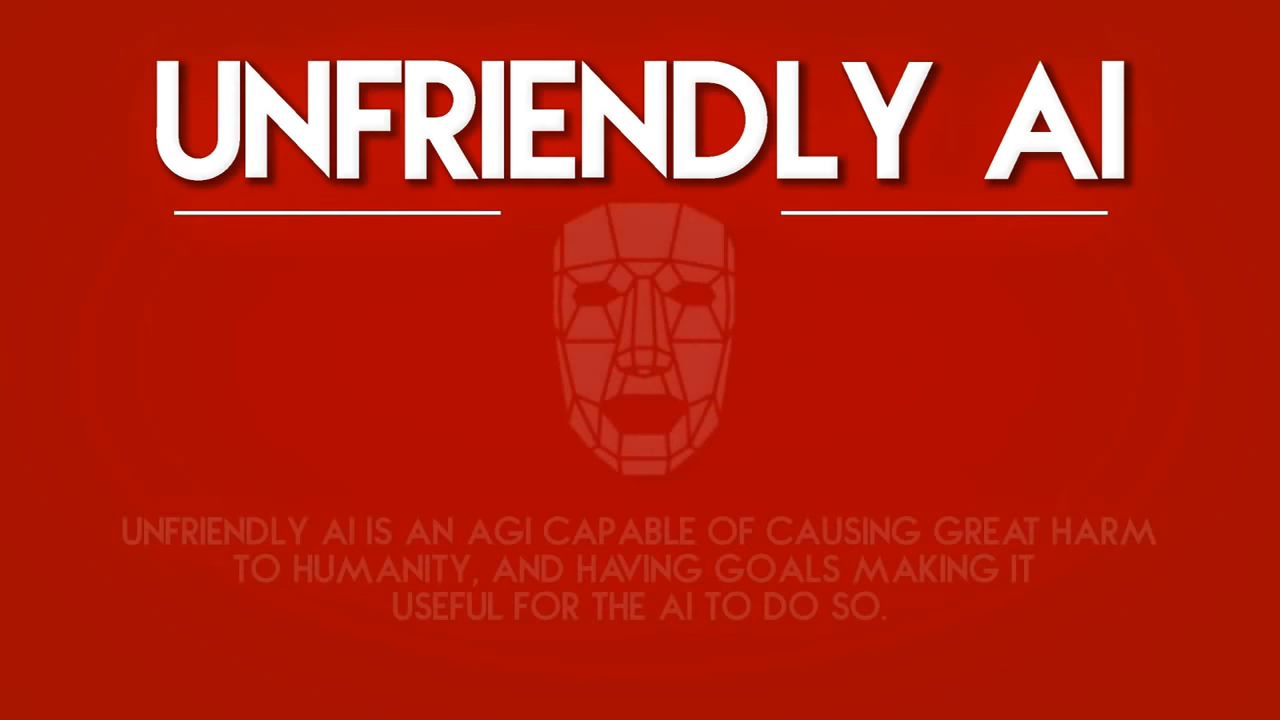 UNFRIENDLY AI
UNFRIENDLY AI IS AN AGI CAPABLE OF CAUSING GREAT HARM
TO HUMANITY, AND HAVING GOALS MAKING IT
USEFUL FOR THE AI TO DO SO.